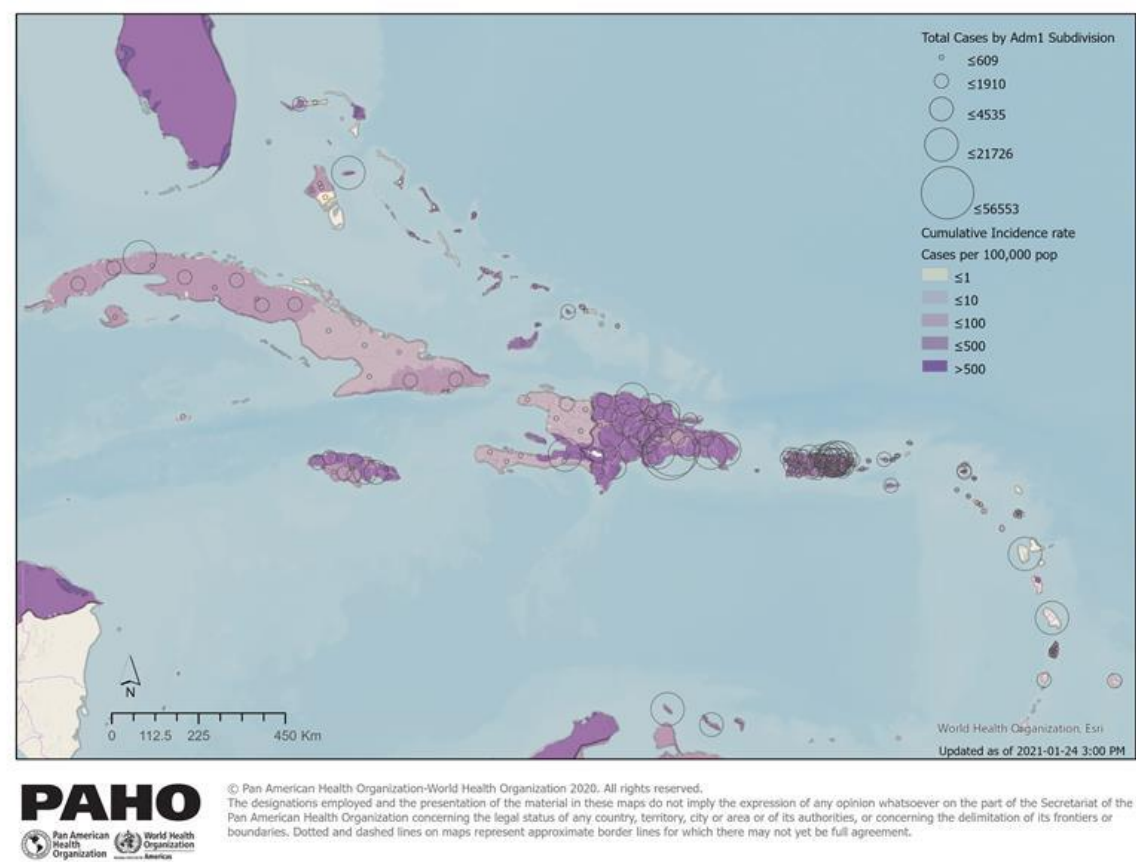 Total Cases by Adm1 Subdivision
≤609
≤1910
≤4535
≤21726
≤56553
Cumulative Incidence rate
Cases per 100,000 pop
≤1
≤10
≤100
≤500
>500
N
0 112.5 225 450 Km
World Health Organization, Esri
Updated as of 2021-01-24 3:00 PM
PAHO
Pan American Health Organization
World Health Organization
Americas
© Pan American Health Organization-World Health Organization 2020. All rights reserved.
The designations employed and the presentation of the material in these maps do not imply the expression of any opinion whatsoever on the part of the Secretariat of the
Pan American Health Organization concerning the legal status of any country, territory, city or area or of its authorities, or concerning the delimitation of its frontiers or
boundaries. Dotted and dashed lines on maps represent approximate border lines for which there may not yet be full agreement.